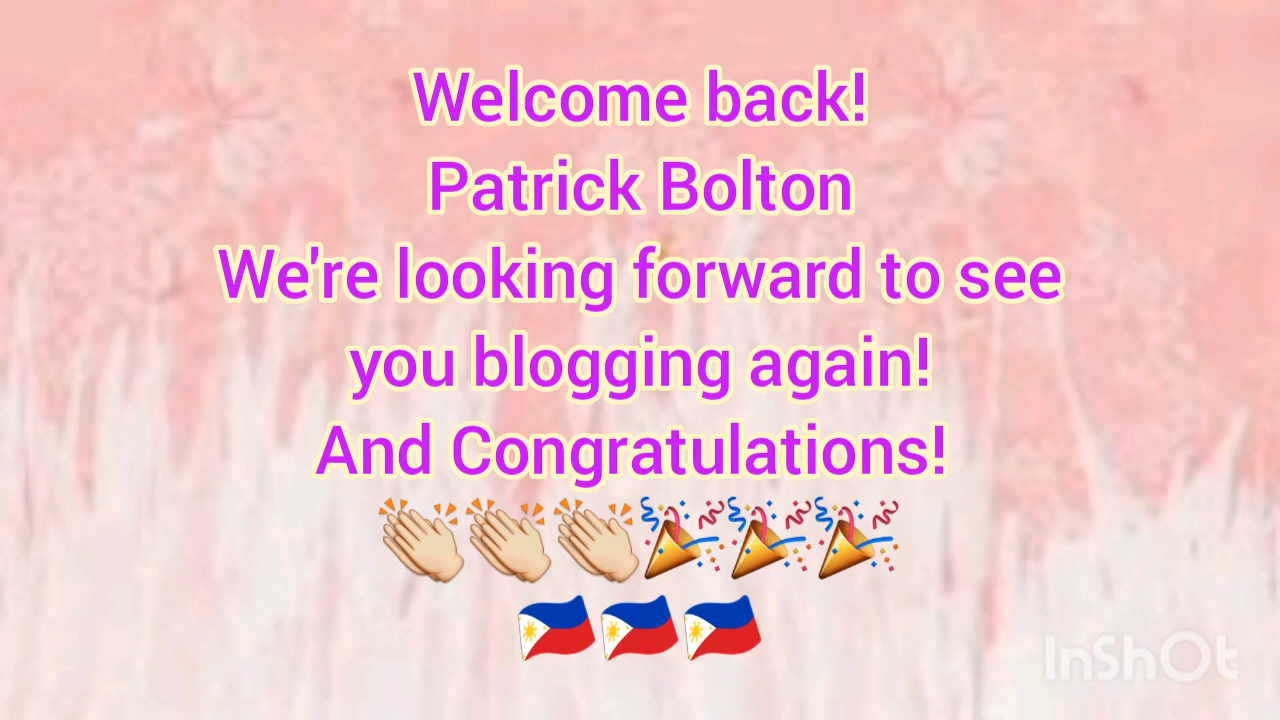 Welcome back!
Patrick Bolton
We're looking forward to see
you blogging again!
And Congratulations!
👏🏼👏🏼👏🏼🎉🎉🎉
🇵🇭🇵🇭🇵🇭
InShOt